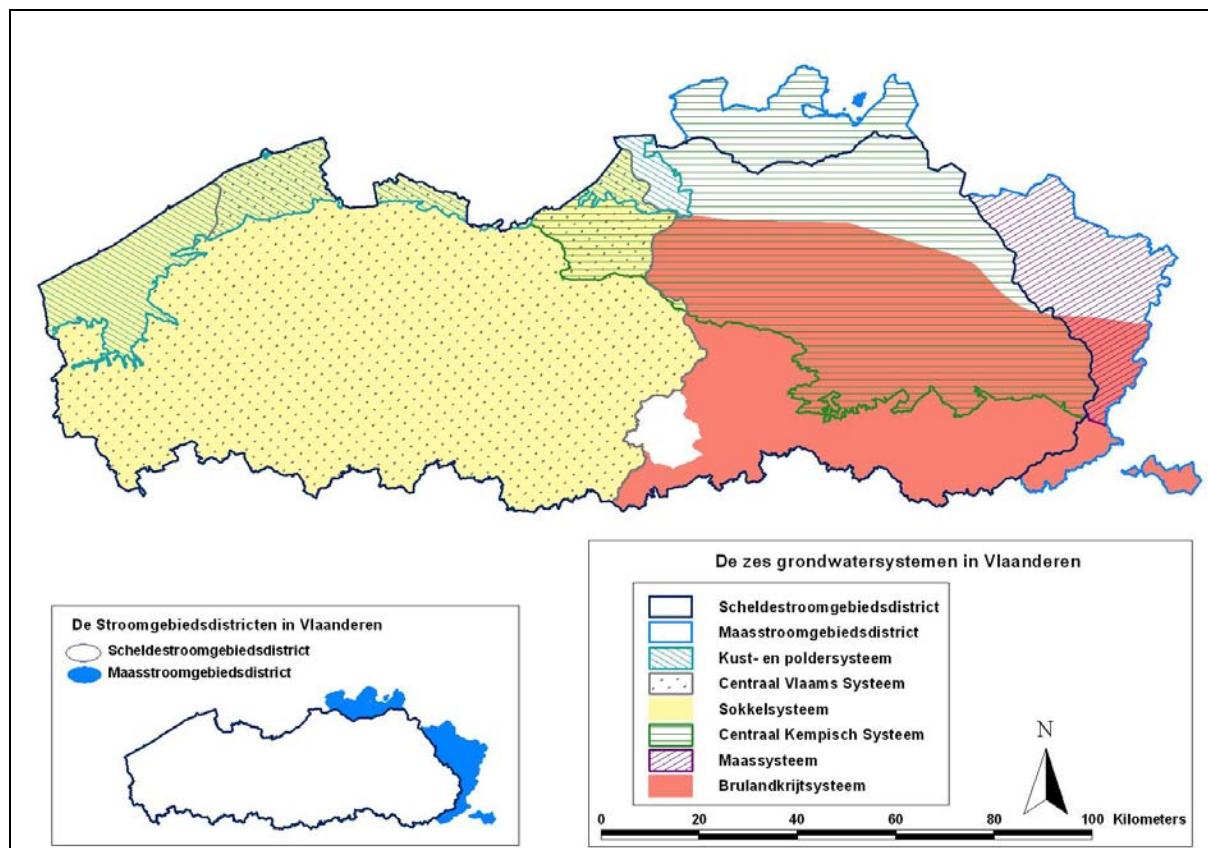 De Stroomgebiedsdistricten in Vlaanderen
Scheldestroomgebiedsdistrict
Maasstroomgebiedsdistrict
De zes grondwatersystemen in Vlaanderen
Scheldestroomgebiedsdistrict
Maasstroomgebiedsdistrict
Kust- en poldersysteem
Centraal Vlaams Systeem
Sokkelsysteem
Centraal Kempisch Systeem
Maassysteem
Brulandkrijtsysteem
N
0 20 40 60 80 100 Kilometers